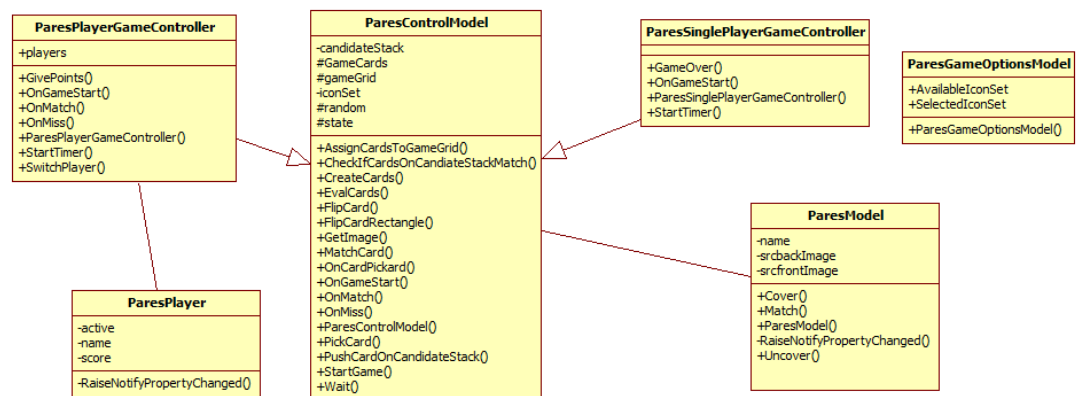 ParesPlayerGameController
+players
+GivePoints()
+OnGameStart()
+OnMatch()
+OnMiss()
+ParesPlayerGameController()
+StartTimer()
+SwitchPlayer()
ParesControlModel
-candidateStack
#GameCards
#gameGrid
-iconSet
#random
#state
+AssignCardsToGameGrid()
+CheckIfCardsOnCandiateStackMatch()
+CreateCards()
+EvalCards()
+FlipCard()
+FlipCardRectangle()
+GetImage()
+MatchCard()
+OnCardPickard()
+OnGameStart()
+OnMatch()
+OnMiss()
+ParesControlModel()
+PickCard()
+PushCardOnCandidateStack()
+StartGame()
+Wait()
ParesSinglePlayerGameController
+GameOver()
+OnGameStart()
+ParesSinglePlayerGameController()
+StartTimer()
ParesGameOptionsModel
+AvailableIconSet
+SelectedIconSet
+ParesGameOptionsModel()
ParesPlayer
-active
-name
-score
-RaiseNotifyPropertyChanged()
ParesModel
-name
-srcbackImage
-srcfrontImage
+Cover()
+Match()
+ParesModel()
-RaiseNotifyPropertyChanged()
+Uncover()